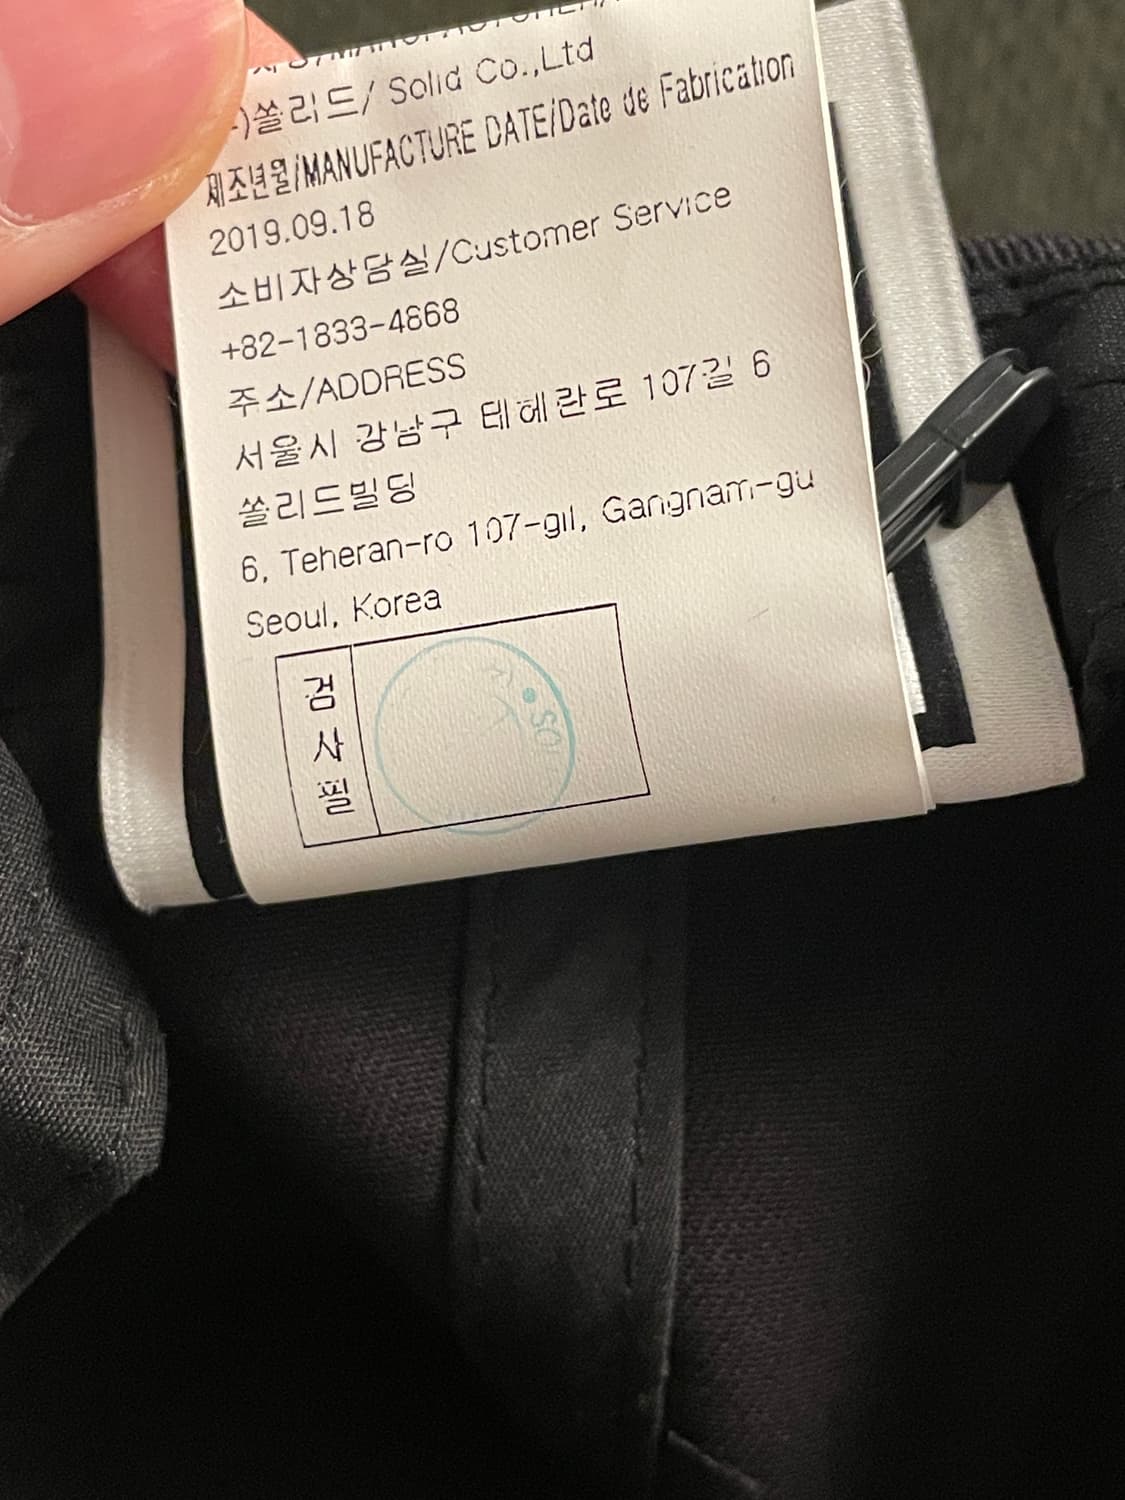 )쏠리드/ Solid Co.,Ltd
제조년월/MANUFACTURE DATE/Date de Fabrication
2019.09.18
소비자상담실/Customer Service
+82-1833-4868
주소/ADDRESS
서울시 강남구 테헤란로 107길 6
쏠리드빌딩
6, Teheran-ro 107-gil, Gangnam-gu
Seoul, Korea
검사필